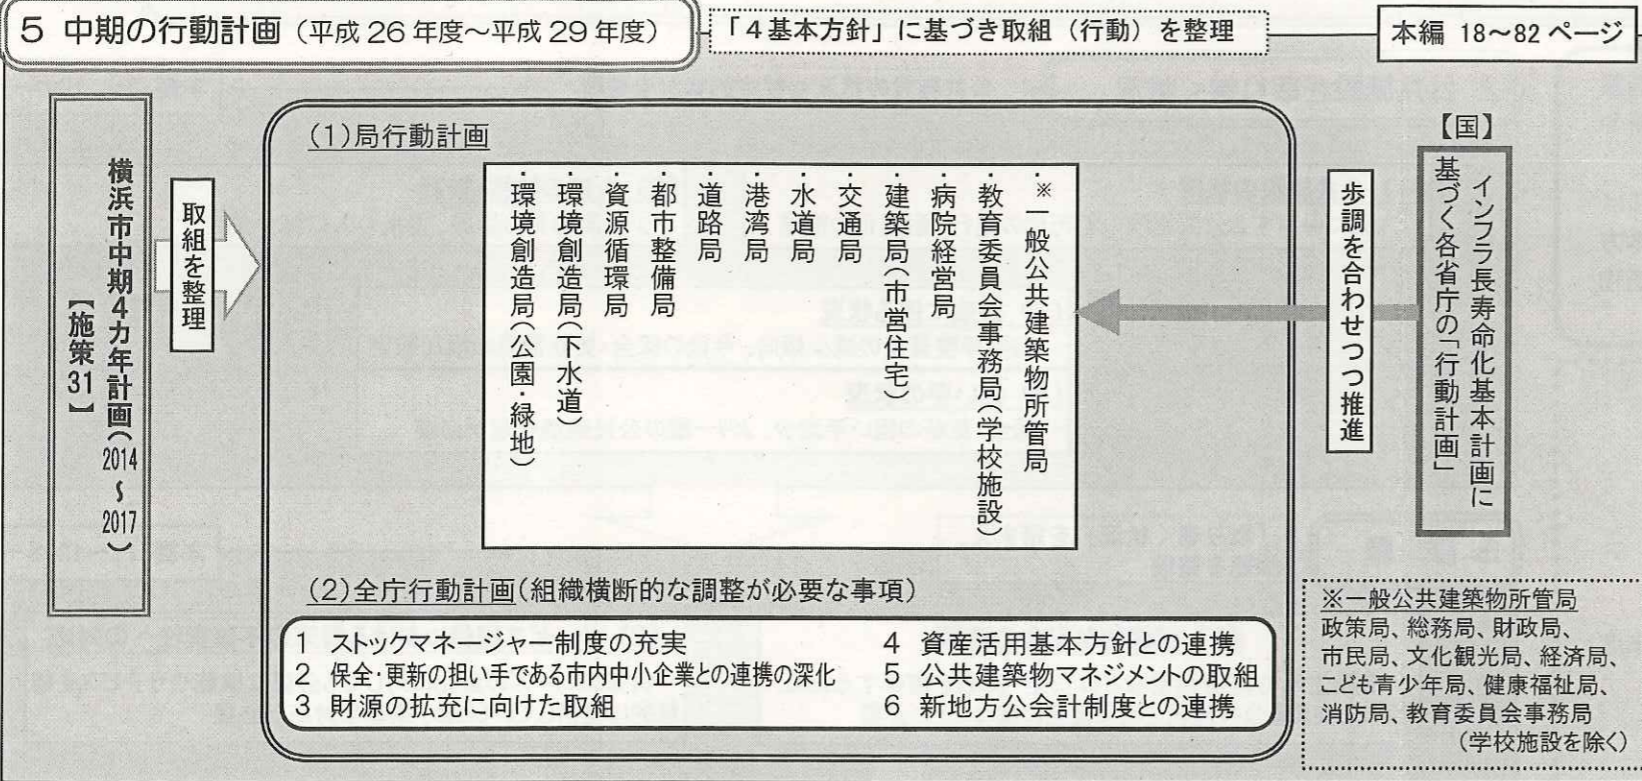 5 中期の行動計画（平成26年度～平成29年度）
「4基本方針」に基づき取組（行動）を整理
本編 18～82ページ
横浜市中期4カ年計画（2014～2017）
【施策31】
取組を整理
(1)局行動計画
・環境創造局(公園・緑地)
・環境創造局(下水道)
・資源循環局
・都市整備局
・道路局
・港湾局
・水道局
・交通局
・建築局(市営住宅)
・病院経営局
・教育委員会事務局(学校施設)
・一般公共建築物所管局※
歩調を合わせつつ推進
【国】
インフラ長寿命化基本計画に
基づく各省庁の「行動計画」
(2)全庁行動計画(組織横断的な調整が必要な事項)
1 ストックマネージャー制度の充実
2 保全・更新の担い手である市内中小企業との連携の深化
3 財源の拡充に向けた取組
4 資産活用基本方針との連携
5 公共建築物マネジメントの取組
6 新地方公会計制度との連携
※一般公共建築物所管局
政策局、総務局、財政局、
市民局、文化観光局、経済局、
こども青少年局、健康福祉局、
消防局、教育委員会事務局
(学校施設を除く)